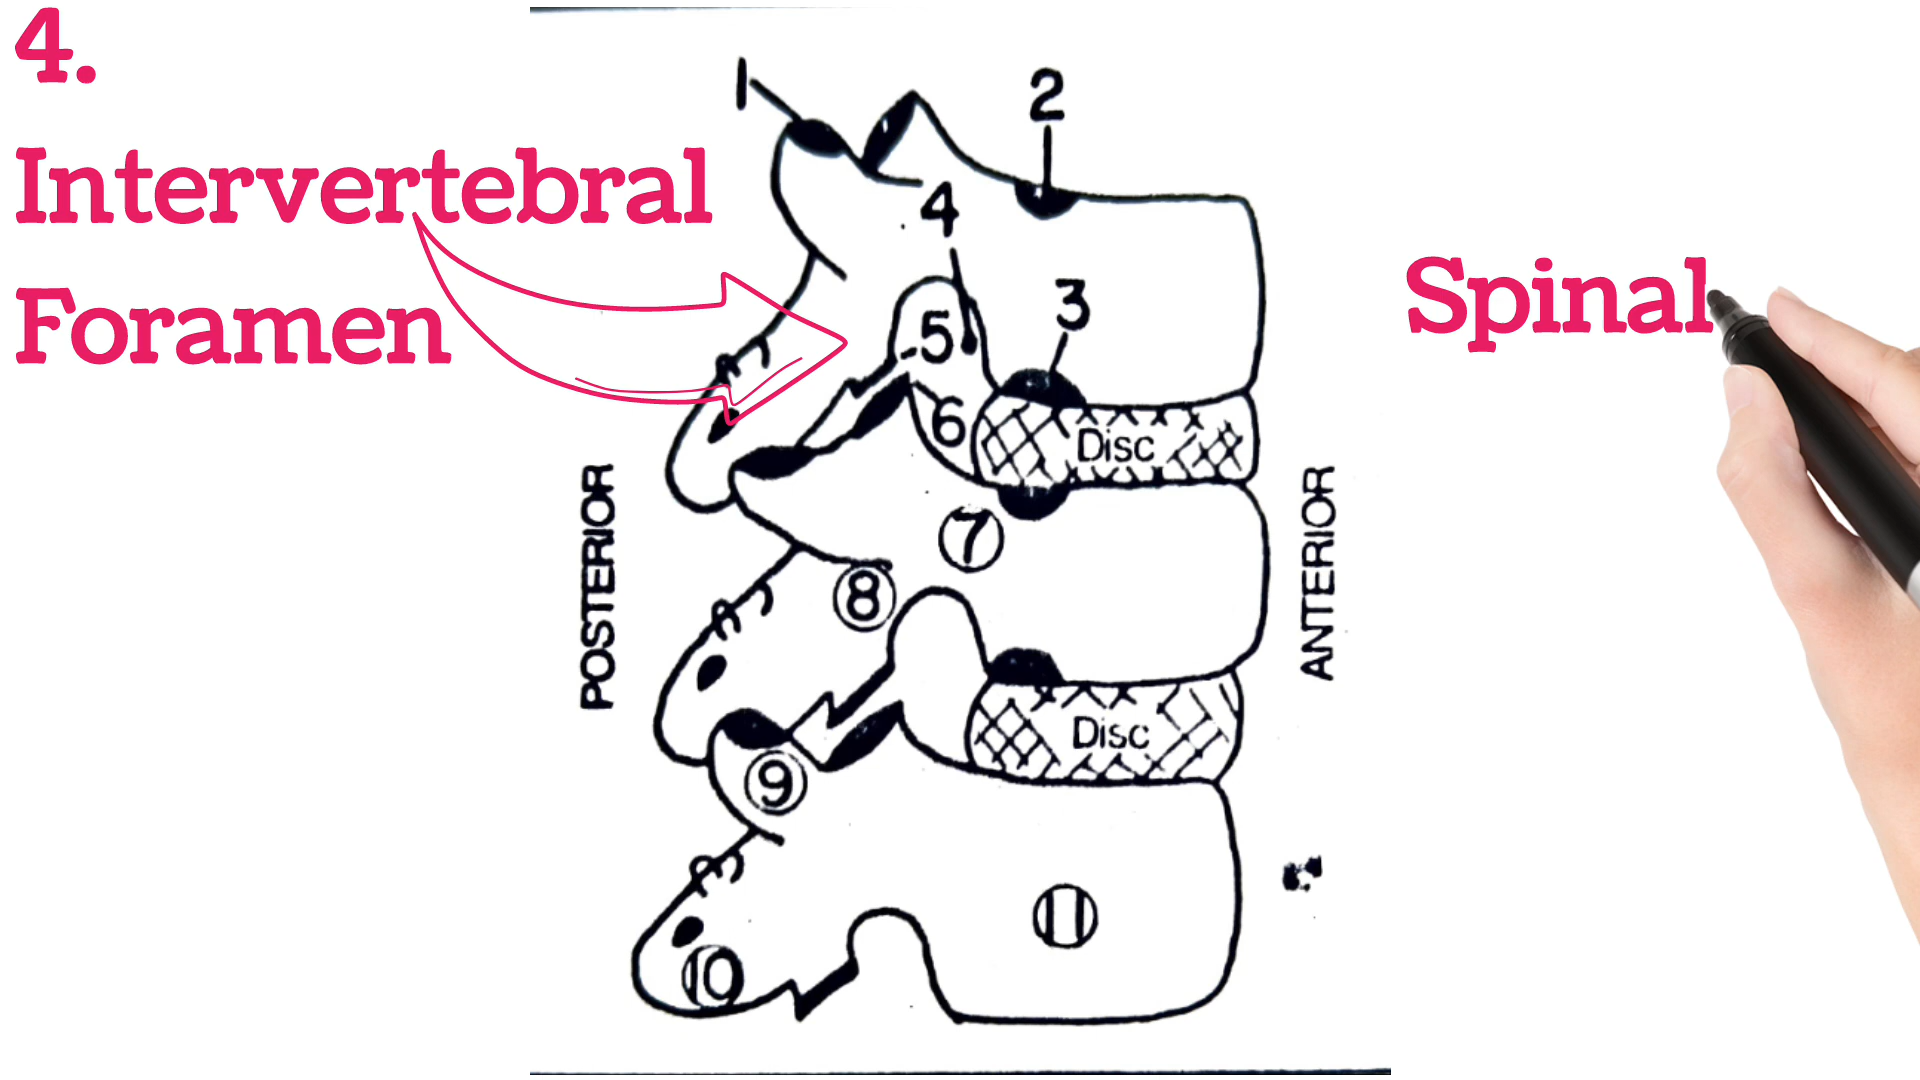 4.
Intervertebral
Foramen
Spinal
1
2
4
3
5
6
Disc
7
POSTERIOR
ANTERIOR
8
Disc
9
11
10